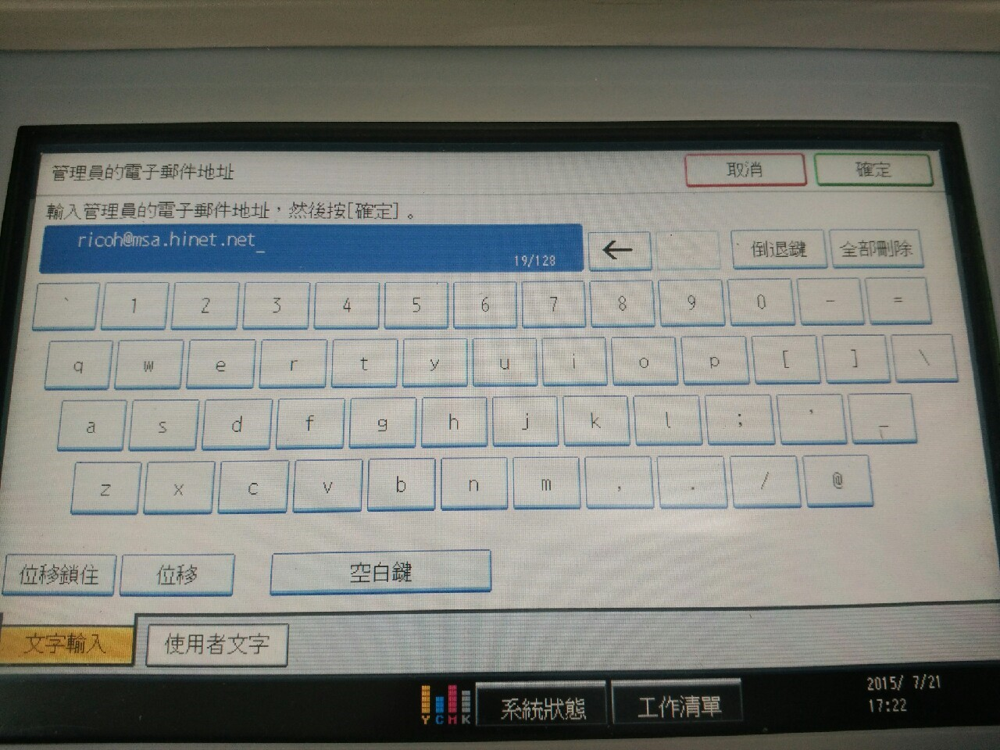 管理員的電子郵件地址
取消
確定
輸入管理員的電子郵件地址，然後按[確定]。
ricoh@msa.hinet.net_
19/128
←
倒退鍵
全部刪除
` 1 2 3 4 5 6 7 8 9 0 - =
q w e r t y u i o p [ ] \
a s d f g h j k l ; ' _
z x c v b n m , . / @
位移鎖住
位移
空白鍵
文字輸入
使用者文字
Y C M K
系統狀態
工作清單
2015/ 7/21
17:22